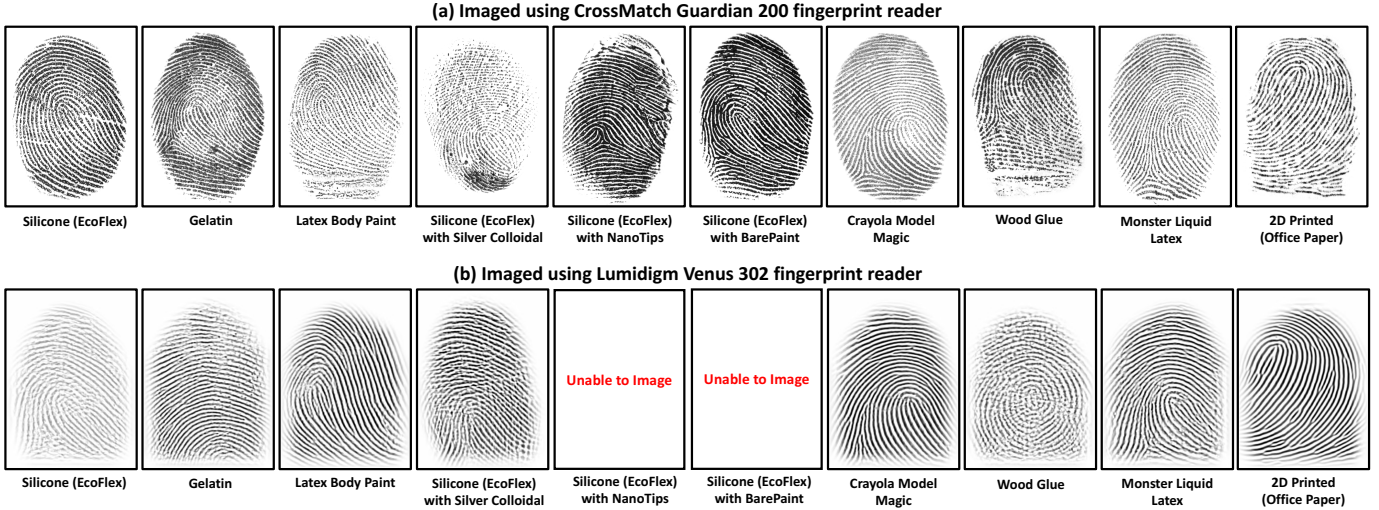 (a) Imaged using CrossMatch Guardian 200 fingerprint reader
Silicone (EcoFlex)
Gelatin
Latex Body Paint
Silicone (EcoFlex)
with Silver Colloidal
Silicone (EcoFlex)
with NanoTips
Silicone (EcoFlex)
with BarePaint
Crayola Model
Magic
Wood Glue
Monster Liquid
Latex
2D Printed
(Office Paper)
(b) Imaged using Lumidigm Venus 302 fingerprint reader
Unable to Image
Unable to Image
Silicone (EcoFlex)
Gelatin
Latex Body Paint
Silicone (EcoFlex)
with Silver Colloidal
Silicone (EcoFlex)
with NanoTips
Silicone (EcoFlex)
with BarePaint
Crayola Model
Magic
Wood Glue
Monster Liquid
Latex
2D Printed
(Office Paper)